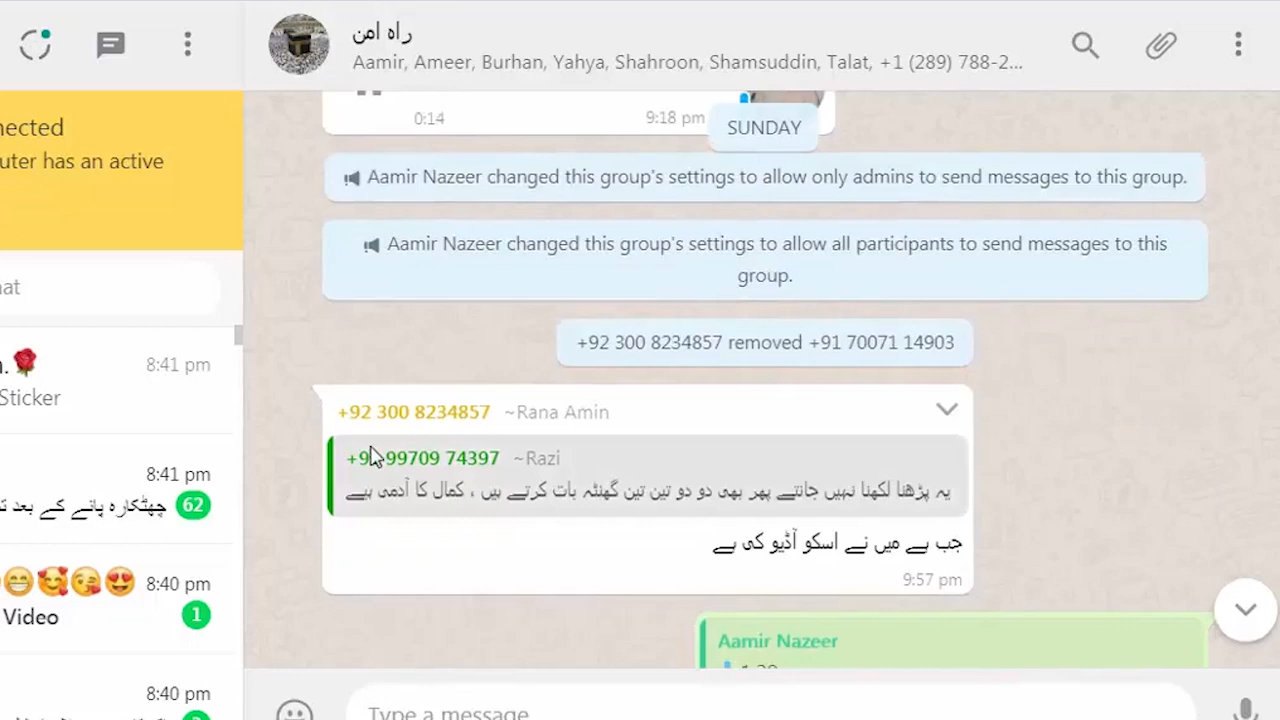 راہ امن
Aamir, Ameer, Burhan, Yahya, Shahroon, Shamsuddin, Talat, +1 (289) 788-2...
nected
uter has an active
nat
8:41 pm
Sticker
8:41 pm
چھٹکارہ پانے کے بعد
62
8:40 pm
Video
1
8:40 pm
0:14
9:18 pm
SUNDAY
Aamir Nazeer changed this group's settings to allow only admins to send messages to this group.
Aamir Nazeer changed this group's settings to allow all participants to send messages to this
group.
+92 300 8234857 removed +91 70071 14903
+92 300 8234857 ~Rana Amin
99709 74397 ~Razi
یہ پڑھنا لکھنا نہیں جانتے پھر بھی دو دو تین تین گھنٹہ بات کرتے ہیں ، کمال کا آدمی ہیے
جب ہے میں نے اسکو آڈیو کی ہے
9:57 pm
Aamir Nazeer
Type a message